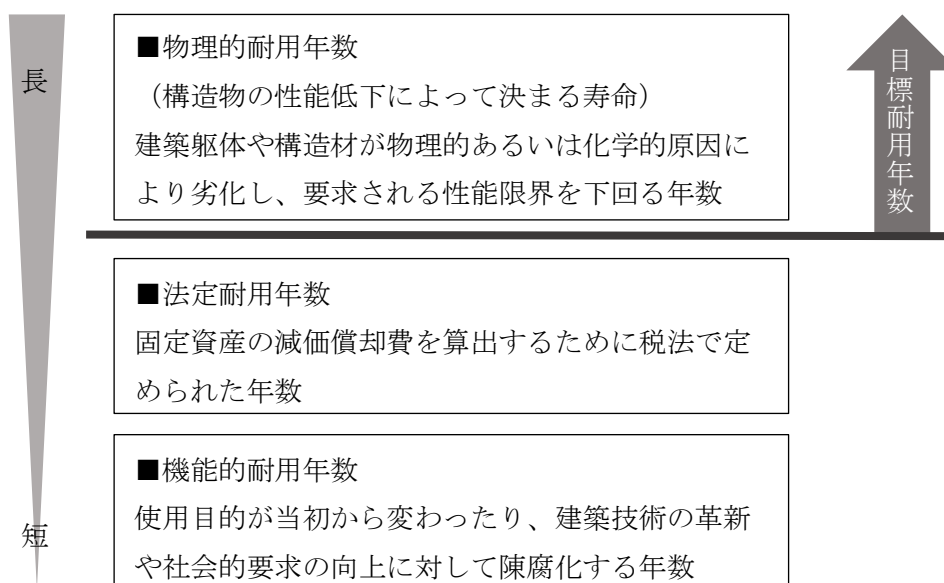 長
■物理的耐用年数
（構造物の性能低下によって決まる寿命）
建築躯体や構造材が物理的あるいは化学的原因に
より劣化し、要求される性能限界を下回る年数
目標耐用年数
■法定耐用年数
固定資産の減価償却費を算出するために税法で定
められた年数
■機能的耐用年数
使用目的が当初から変わったり、建築技術の革新
や社会的要求の向上に対して陳腐化する年数
短